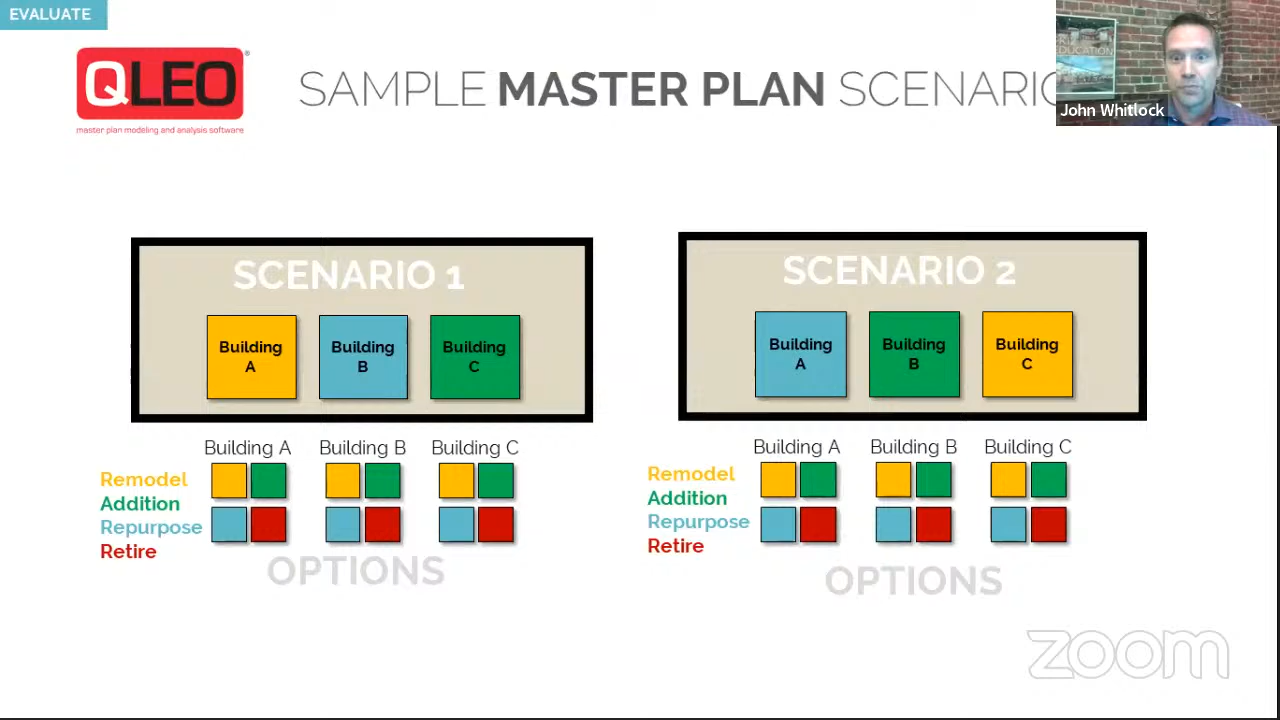 EVALUATE
QLEO®
master plan modeling and analysis software
SAMPLE MASTER PLAN SCENARIO
EDUCATION
John Whitlock
SCENARIO 1
Building
A
Building
B
Building
C
SCENARIO 2
Building
A
Building
B
Building
C
Building A
Building B
Building C
Remodel
Addition
Repurpose
Retire
OPTIONS
Building A
Building B
Building C
Remodel
Addition
Repurpose
Retire
OPTIONS
zoom